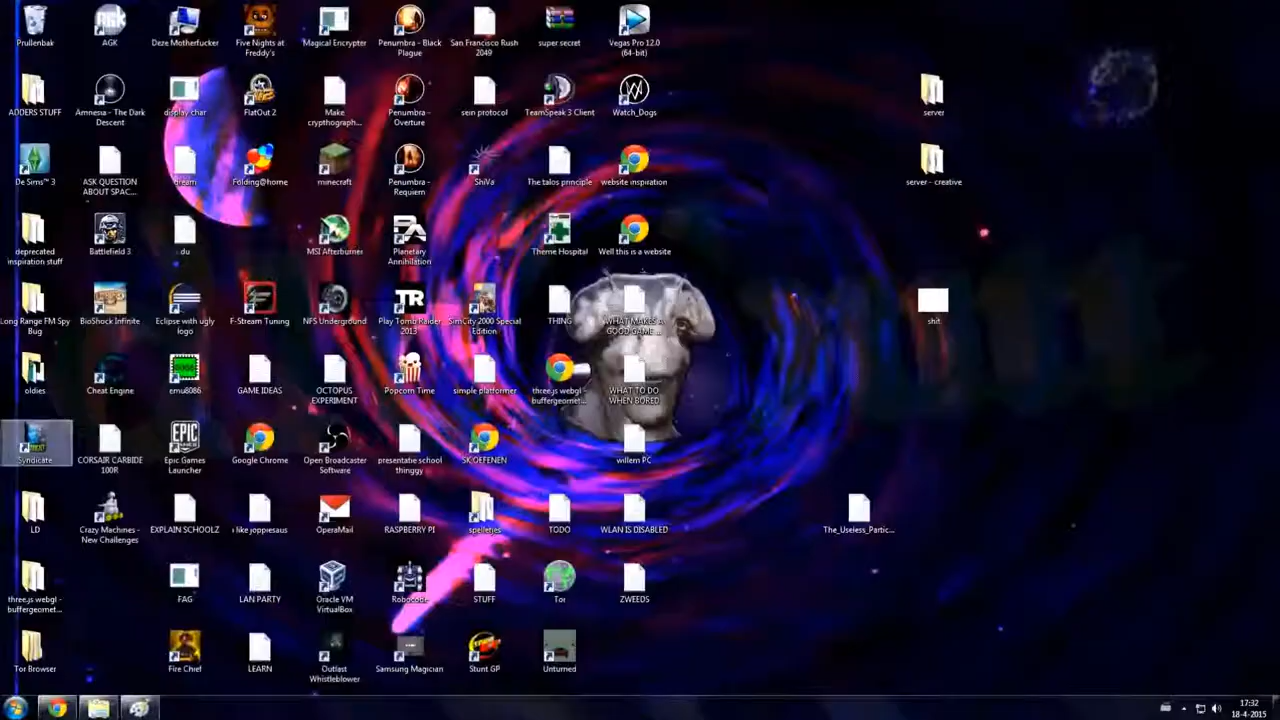 Prullenbak
AGK
Deze Motherfucker
Five Nights at
Freddy's
Magical Encrypter
Penumbra - Black
Plague
San Francisco Rush
2049
super secret
Vegas Pro 12.0
(64-bit)
ADDERS STUFF
Amnesia - The Dark
Descent
display char
FlatOut 2
Make
crypthograph...
Penumbra -
Overture
sein protocol
TeamSpeak 3 Client
Watch_Dogs
server
De Sims™ 3
ASK QUESTION
ABOUT SPAC...
dream
Folding@home
minecraft
Penumbra -
Requiem
ShiVa
The talos principle
website inspiration
server - creative
deprecated
inspiration stuff
Battlefield 3
du
MSI Afterburner
Planetary
Annihilation
Theme Hospital
Well this is a website
Long Range FM Spy
Bug
BioShock Infinite
Eclipse with ugly
logo
F-Stream Tuning
NFS Underground
Play Tomb Raider
2013
SimCity 2000 Special
Edition
THING
WHAT MAKES A
GOOD GAME...
shit
oldies
Cheat Engine
emu8086
GAME IDEAS
OCTOPUS
EXPERIMENT
Popcorn Time
simple platformer
three.js webgl -
buffergeomet...
WHAT TO DO
WHEN BORED
Syndicate
CORSAIR CARBIDE
100R
EPIC
GAMES
Epic Games
Launcher
Google Chrome
Open Broadcaster
Software
presentatie school
thinggy
SK OEFENEN
willem PC
LD
Crazy Machines -
New Challenges
EXPLAIN SCHOOLZ
i like joppiesaus
OperaMail
RASPBERRY PI
spelletjes
TODO
WLAN IS DISABLED
The_Useless_Partic...
three.js webgl -
buffergeomet...
FAG
LAN PARTY
Oracle VM
VirtualBox
Robocode
STUFF
Tor
ZWEEDS
Tor Browser
Fire Chief
LEARN
Outlast
Whistleblower
Samsung Magician
Stunt GP
Unturned
17:32
18-4-2015